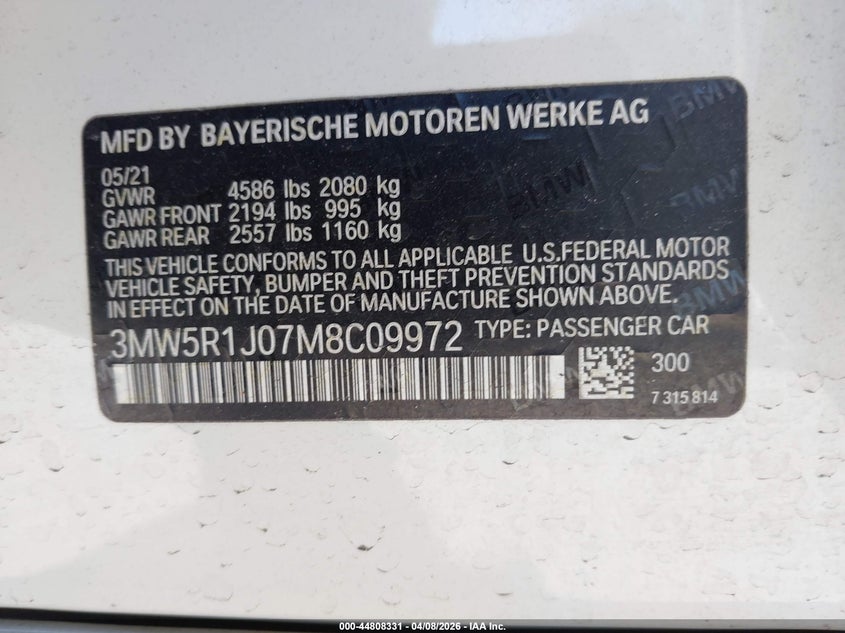 MFD BY BAYERISCHE MOTOREN WERKE AG
05/21
GVWR 4586 lbs 2080 kg
GAWR FRONT 2194 lbs 995 kg
GAWR REAR 2557 lbs 1160 kg
THIS VEHICLE CONFORMS TO ALL APPLICABLE U.S.FEDERAL MOTOR
VEHICLE SAFETY, BUMPER AND THEFT PREVENTION STANDARDS
IN EFFECT ON THE DATE OF MANUFACTURE SHOWN ABOVE.
3MW5R1J07M8C09972 TYPE: PASSENGER CAR
300
7 315 814
000-44808331 - 04/08/2026 - IAA Inc.